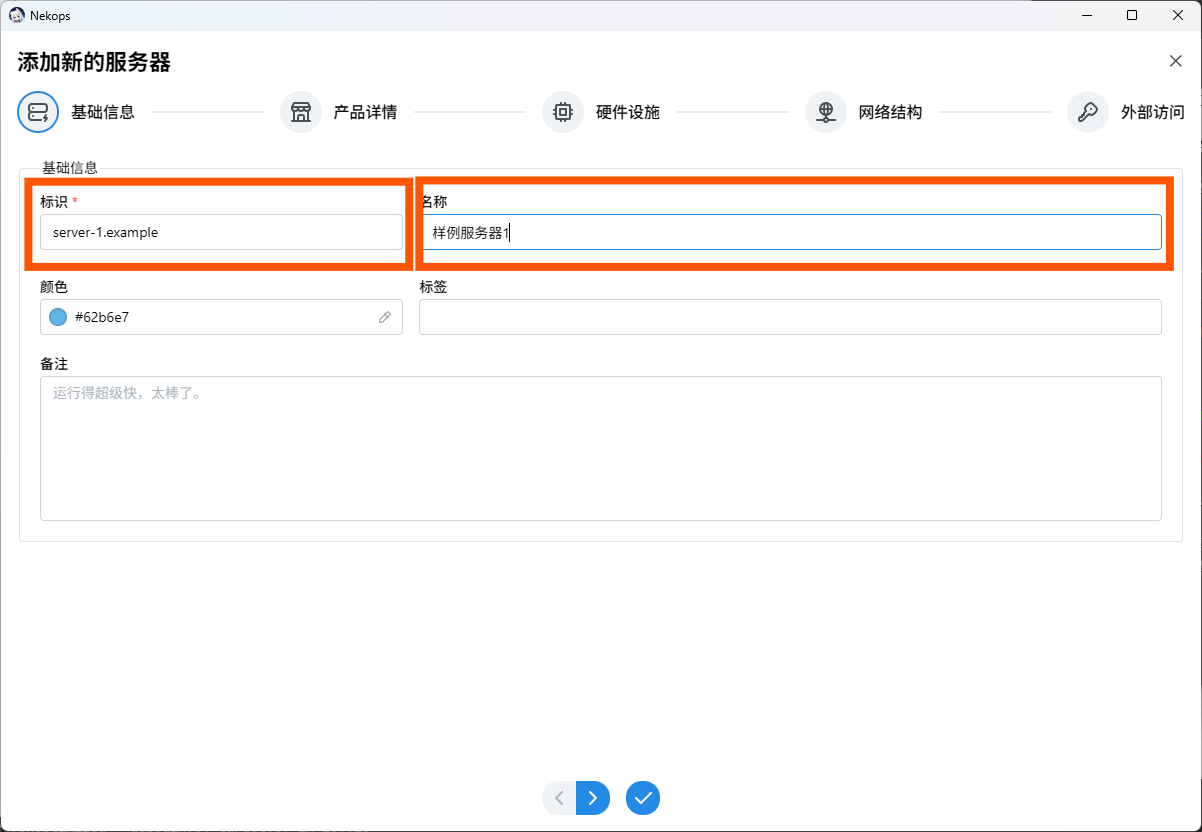 Nekops
添加新的服务器
基础信息 产品详情 硬件设施 网络结构 外部访问
基础信息
标识 * 名称
server-1.example 样例服务器1
颜色 标签
#62b6e7
备注
运行得超级快，太棒了。